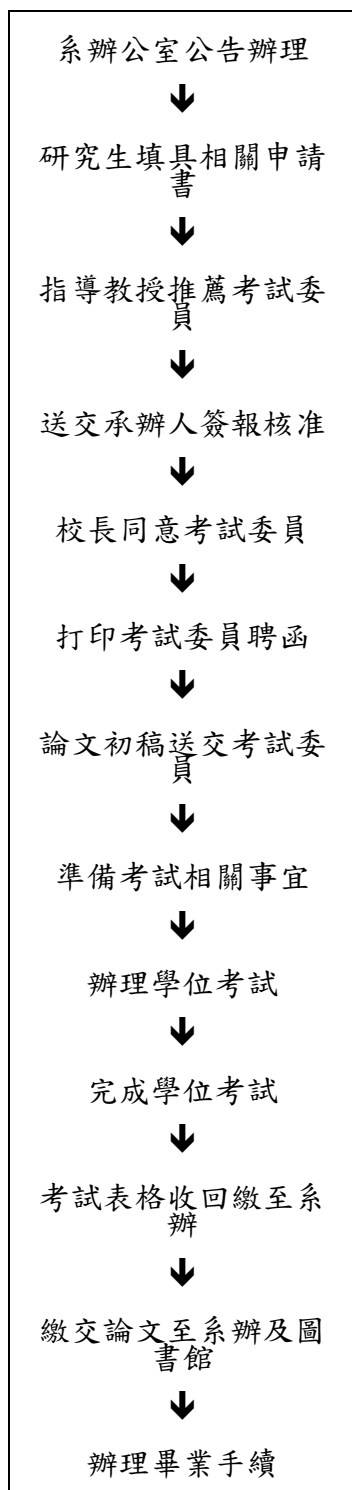 系辦公室公告辦理
研究生填具相關申請
書
指導教授推薦考試委
員
送交承辦人簽報核准
校長同意考試委員
打印考試委員聘函
論文初稿送交考試委
員
準備考試相關事宜
辦理學位考試
完成學位考試
考試表格收回繳至系
辦
繳交論文至系辦及圖
書館
辦理畢業手續